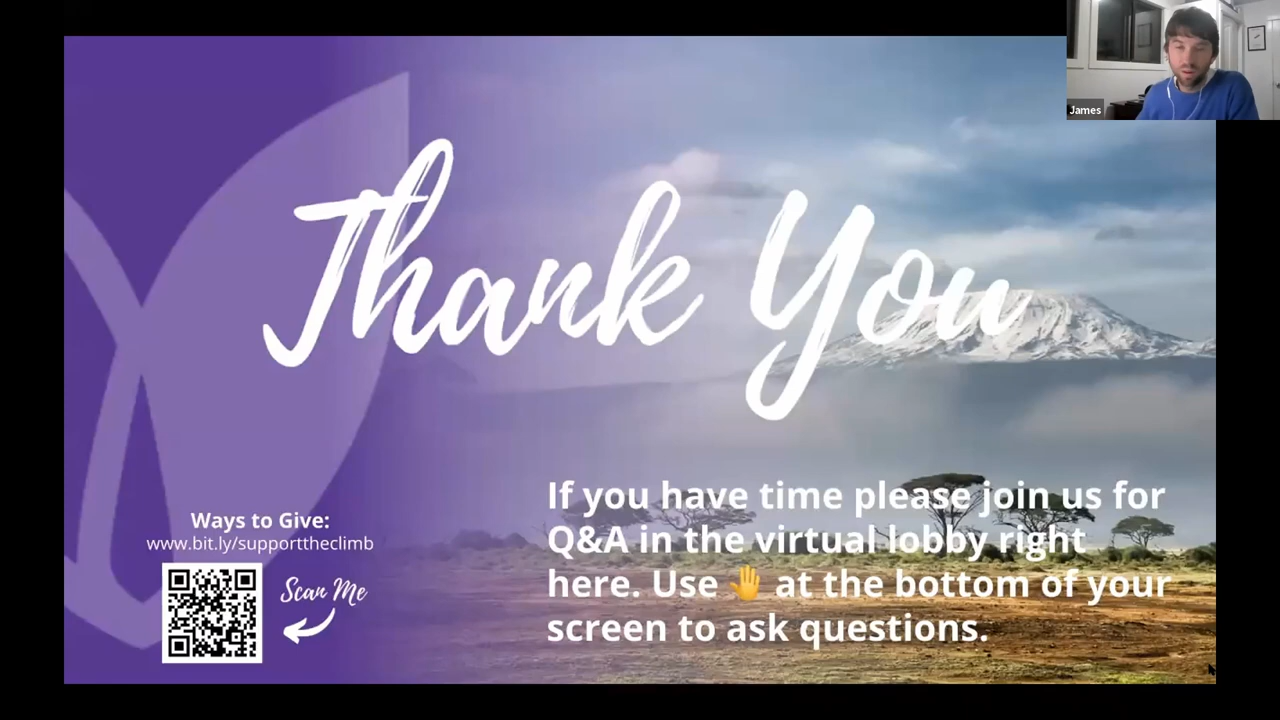 James
Thank You
If you have time please join us for
Q&A in the virtual lobby right
here. Use 🤚 at the bottom of your
screen to ask questions.
Ways to Give:
www.bit.ly/supporttheclimb
Scan Me